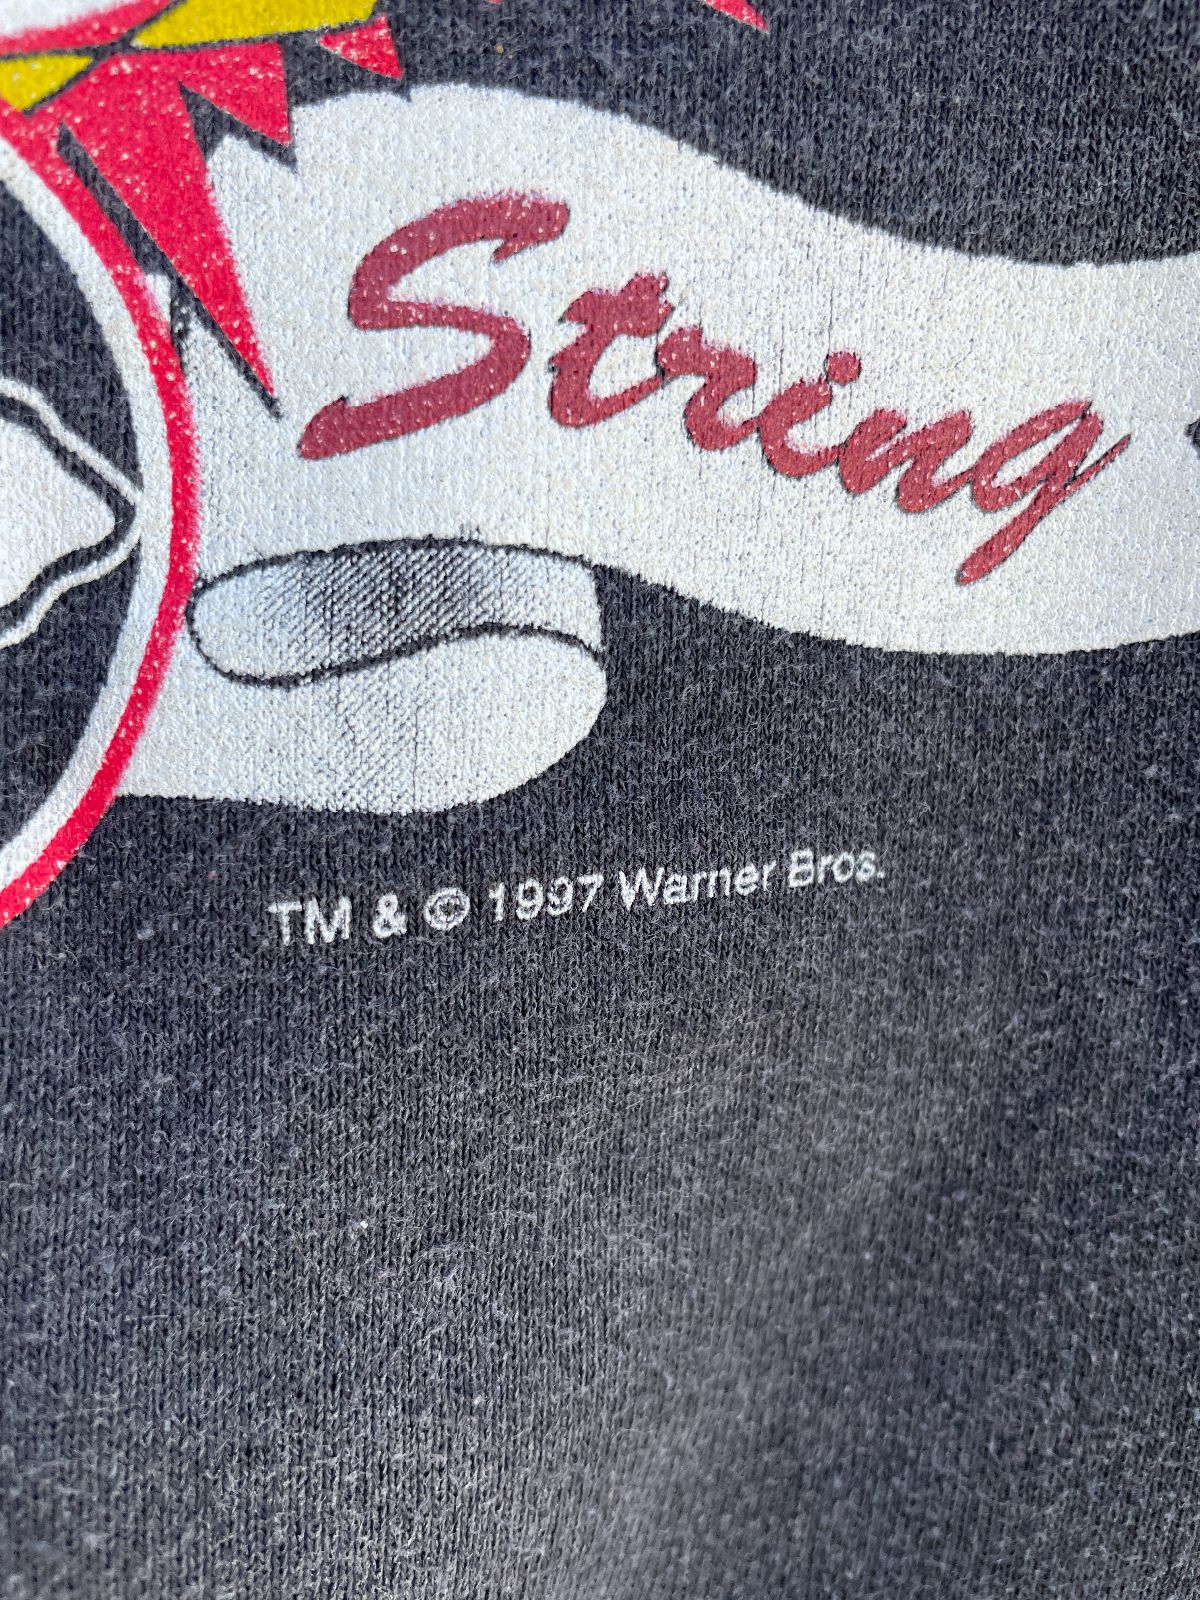 String
TM & © 1997 Warner Bros.